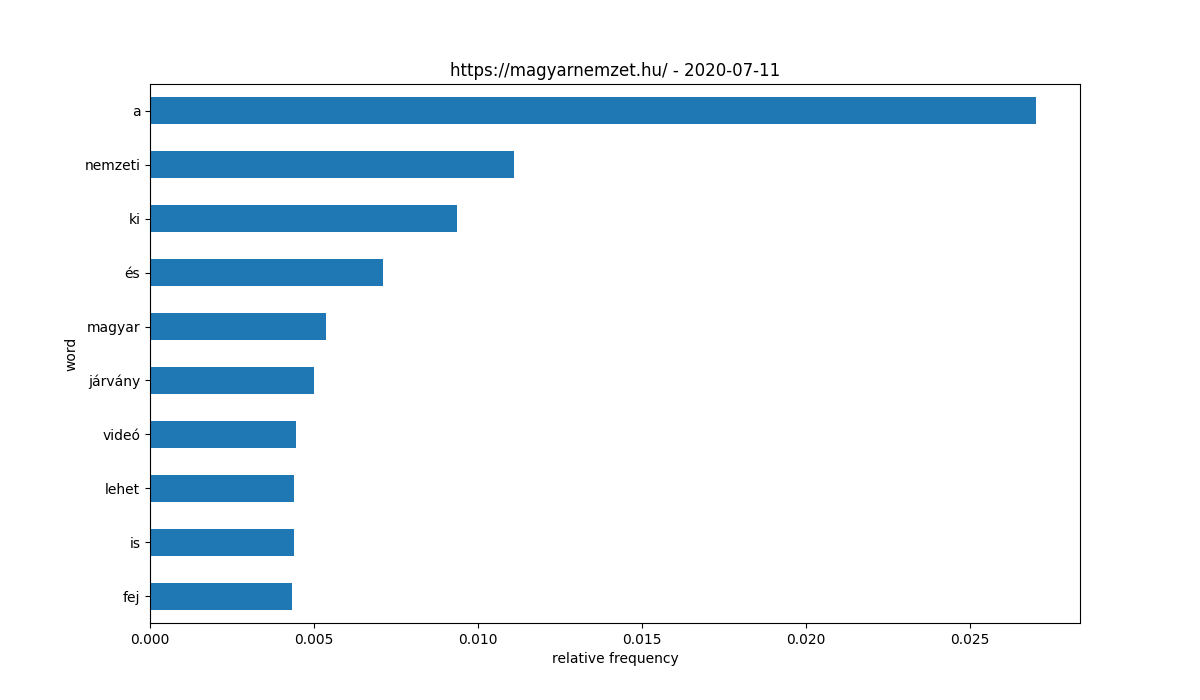 https://magyarnemzet.hu/ - 2020-07-11
word
a
nemzeti
ki
és
magyar
járvány
videó
lehet
is
fej
0.000 0.005 0.010 0.015 0.020 0.025
relative frequency